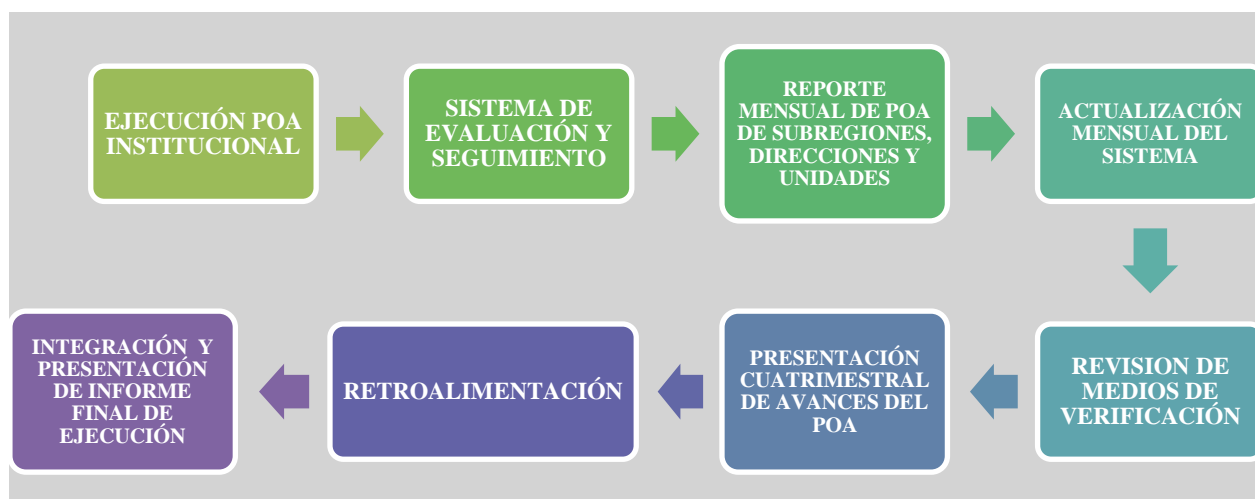 EJECUCIÓN POA
INSTITUCIONAL
SISTEMA DE
EVALUACIÓN Y
SEGUIMIENTO
REPORTE
MENSUAL DE POA
DE SUBREGIONES,
DIRECCIONES Y
UNIDADES
ACTUALIZACIÓN
MENSUAL DEL
SISTEMA
REVISION DE
MEDIOS DE
VERIFICACIÓN
PRESENTACIÓN
CUATRIMESTRAL
DE AVANCES DEL
POA
RETROALIMENTACIÓN
INTEGRACIÓN Y
PRESENTACIÓN
DE INFORME
FINAL DE
EJECUCIÓN